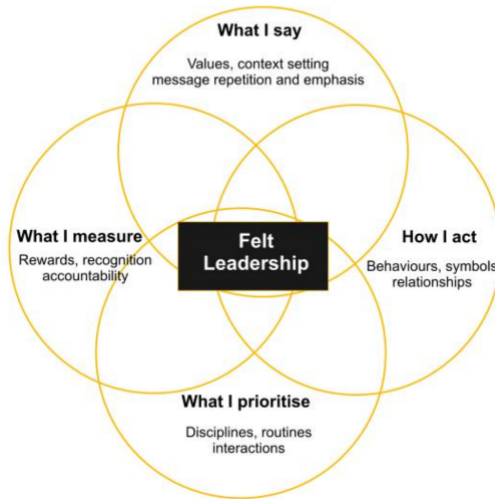 What I say
Values, context setting
message repetition and emphasis
What I measure
Rewards, recognition
accountability
Felt
Leadership
How I act
Behaviours, symbols
relationships
What I prioritise
Disciplines, routines
interactions